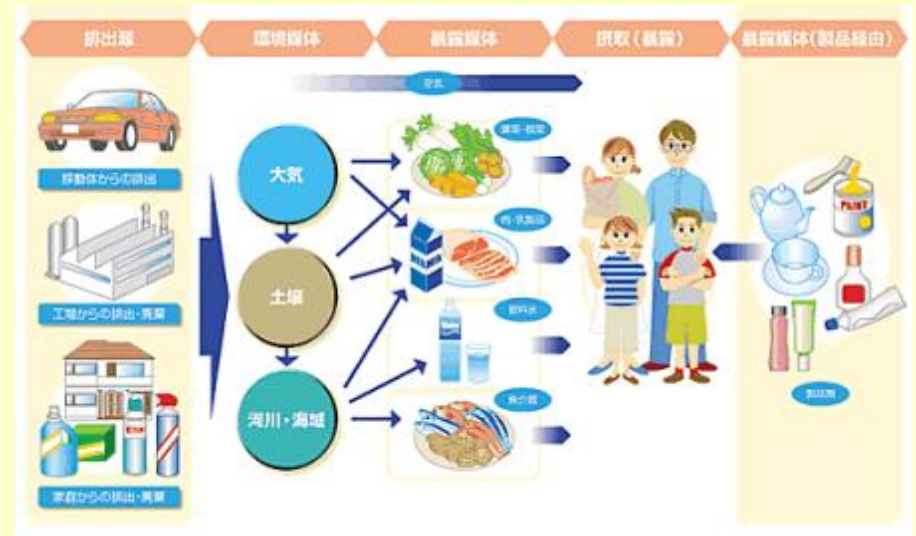 排出源
環境媒体
暴露媒体
摂取(暴露)
暴露媒体(製品経由)
空気
移動体からの排出
工場からの排出・廃棄
家庭からの排出・廃棄
大気
土壌
河川・海域
葉菜・根菜
肉・乳製品
飲料水
魚介類
PAINT
製品類